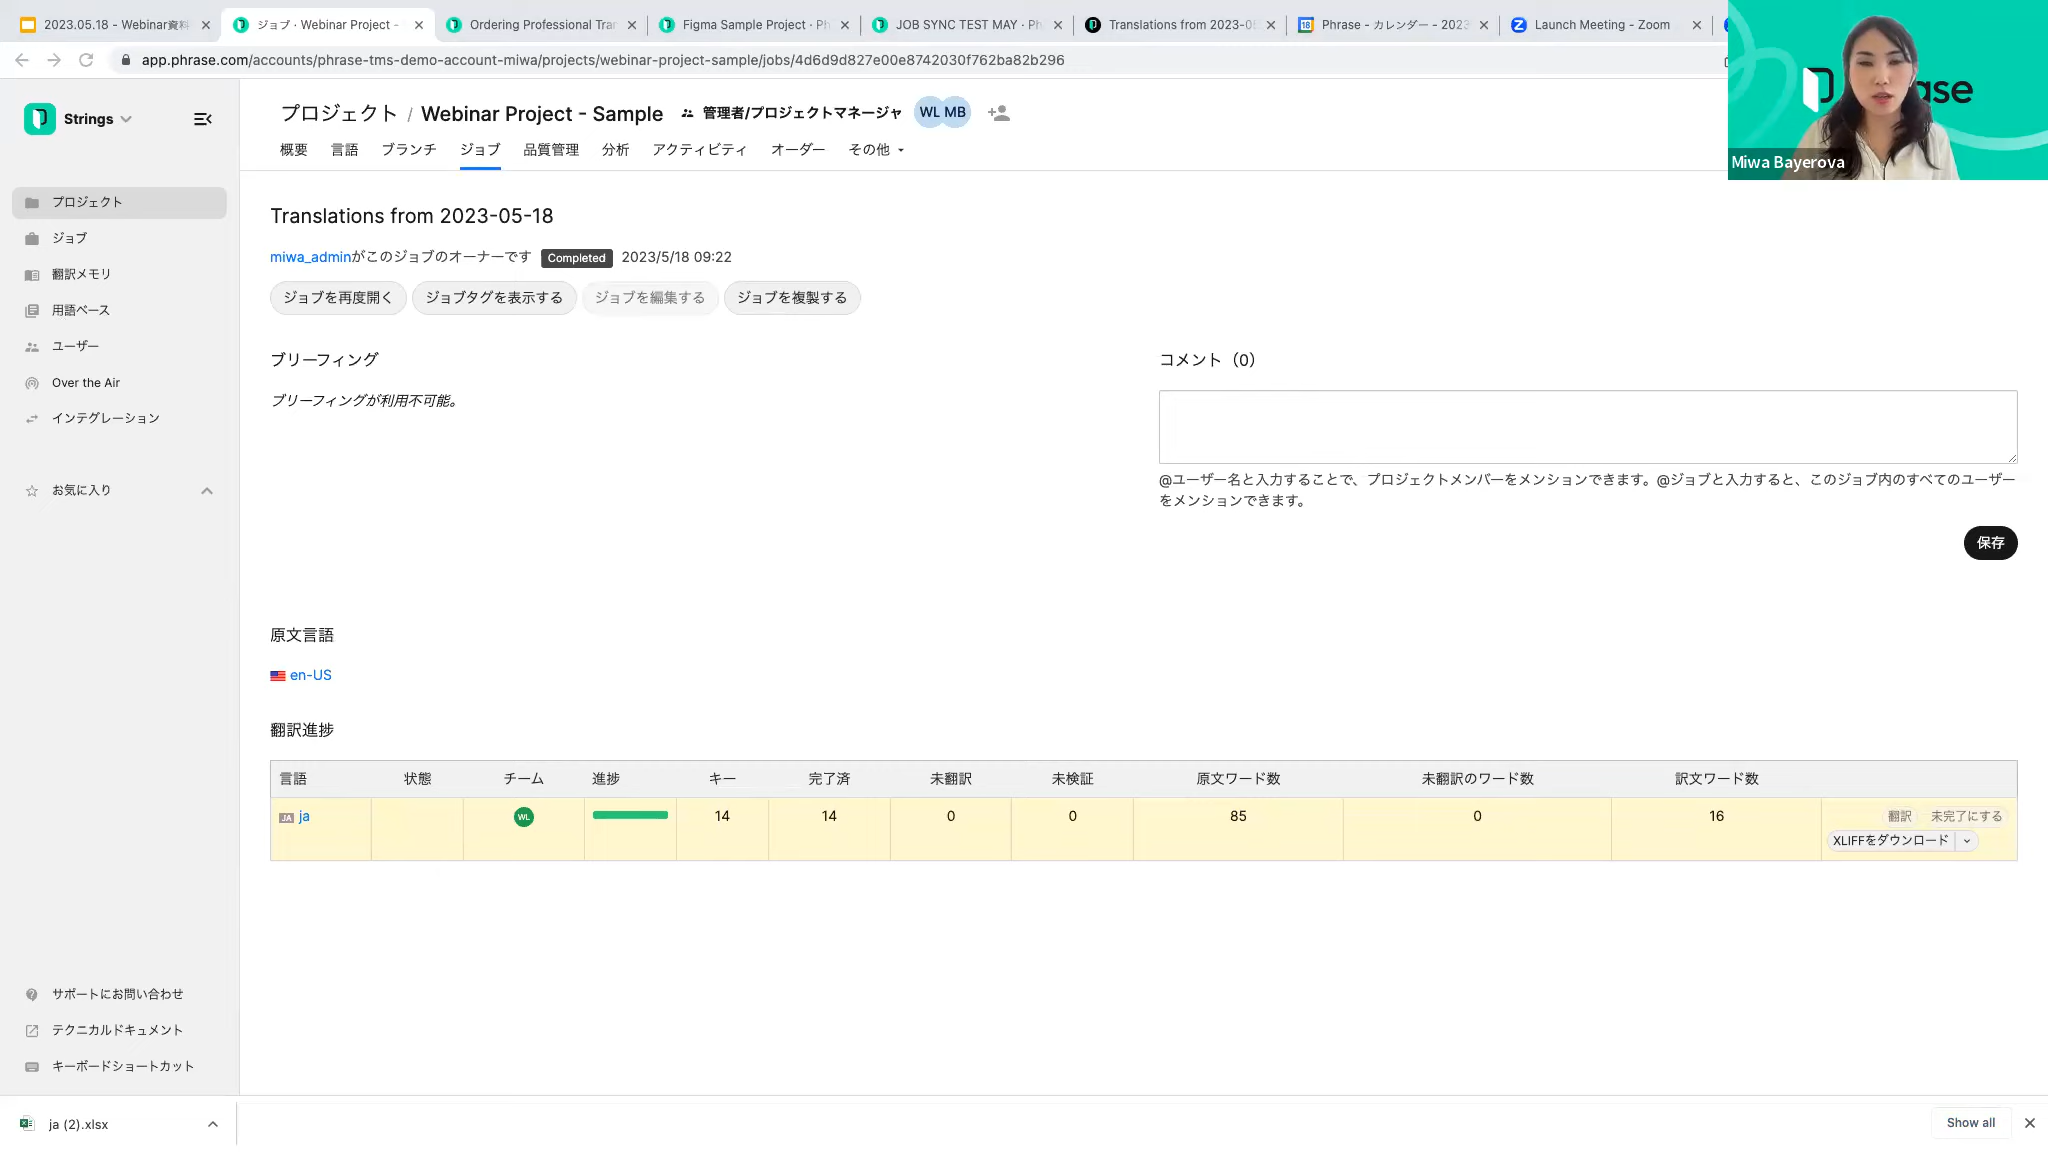 2023.05.18 - Webinar資料
ジョブ · Webinar Project -
Ordering Professional Tran
Figma Sample Project · Ph
JOB SYNC TEST MAY · Ph
Translations from 2023-05
Phrase - カレンダー - 2023
Launch Meeting - Zoom
app.phrase.com/accounts/phrase-tms-demo-account-miwa/projects/webinar-project-sample/jobs/4d6d9d827e00e8742030f762ba82b296
ase
Miwa Bayerova
Strings
プロジェクト / Webinar Project - Sample 管理者/プロジェクトマネージャ WL MB
概要 言語 ブランチ ジョブ 品質管理 分析 アクティビティ オーダー その他
プロジェクト
ジョブ
翻訳メモリ
用語ベース
ユーザー
Over the Air
インテグレーション
お気に入り
サポートにお問い合わせ
テクニカルドキュメント
キーボードショートカット
Translations from 2023-05-18
miwa_adminがこのジョブのオーナーです Completed 2023/5/18 09:22
ジョブを再度開く ジョブタグを表示する ジョブを編集する ジョブを複製する
ブリーフィング
ブリーフィングが利用不可能。
コメント（0）
@ユーザー名と入力することで、プロジェクトメンバーをメンションできます。@ジョブと入力すると、このジョブ内のすべてのユーザー
をメンションできます。
保存
原文言語
en-US
翻訳進捗
言語 状態 チーム 進捗 キー 完了済 未翻訳 未検証 原文ワード数 未翻訳のワード数 訳文ワード数
JA ja WL 14 14 0 0 85 0 16 翻訳 未完了にする
XLIFFをダウンロード
ja (2).xlsx
Show all